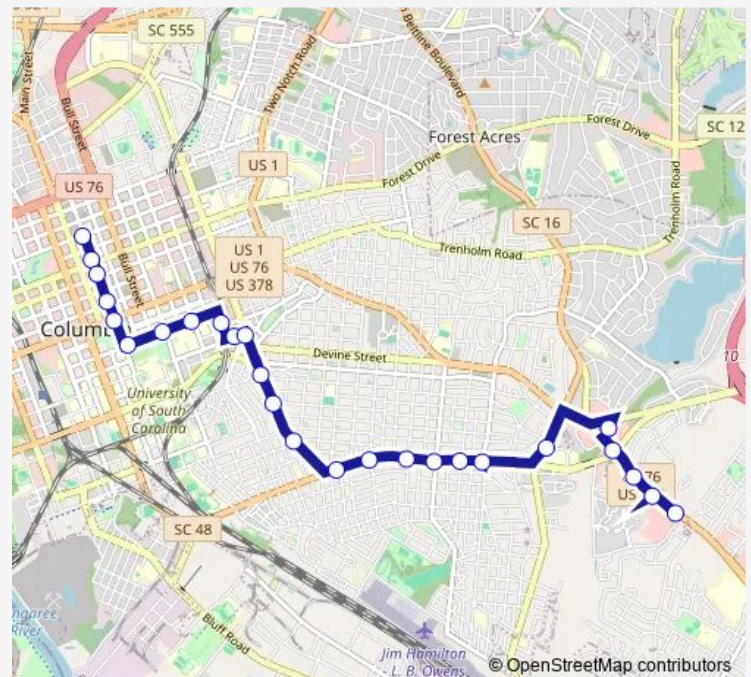 SC 555
Main Street
Bull Street
Two Notch Road
Beltline Boulevard
Forest Acres
Forest Drive
SC 12
US 1
Forest Drive
US 76
SC 16
Trenholm Road
Trenholm Road
Bull Street
US 1
US 76
US 378
Devine Street
10
University
of South
Carolina
76
US
SC 48
Bluff Road
River
Jim Hamilton
- L. B. Owens
© OpenStreetMap contributors